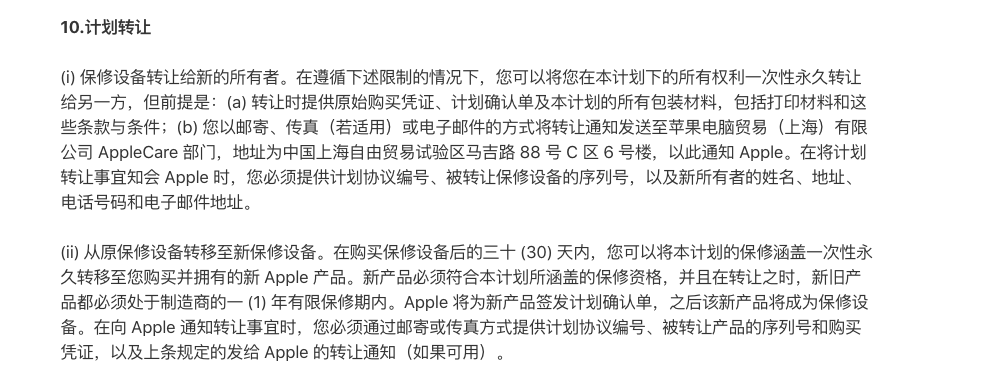 10.计划转让
(i) 保修设备转让给新的所有者。在遵循下述限制的情况下，您可以将您在本计划下的所有权利一次性永久转让
给另一方，但前提是：(a) 转让时提供原始购买凭证、计划确认单及本计划的所有包装材料，包括打印材料和这
些条款与条件；(b) 您以邮寄、传真（若适用）或电子邮件的方式将转让通知发送至苹果电脑贸易（上海）有限
公司 AppleCare 部门，地址为中国上海自由贸易试验区马吉路 88 号 C 区 6 号楼，以此通知 Apple。在将计划
转让事宜知会 Apple 时，您必须提供计划协议编号、被转让保修设备的序列号，以及新所有者的姓名、地址、
电话号码和电子邮件地址。
(ii) 从原保修设备转移至新保修设备。在购买保修设备后的三十 (30) 天内，您可以将本计划的保修涵盖一次性永
久转移至您购买并拥有的新 Apple 产品。新产品必须符合本计划所涵盖的保修资格，并且在转让之时，新旧产
品都必须处于制造商的一 (1) 年有限保修期内。Apple 将为新产品签发计划确认单，之后该新产品将成为保修设
备。在向 Apple 通知转让事宜时，您必须通过邮寄或传真方式提供计划协议编号、被转让产品的序列号和购买
凭证，以及上条规定的发给 Apple 的转让通知（如果可用）。